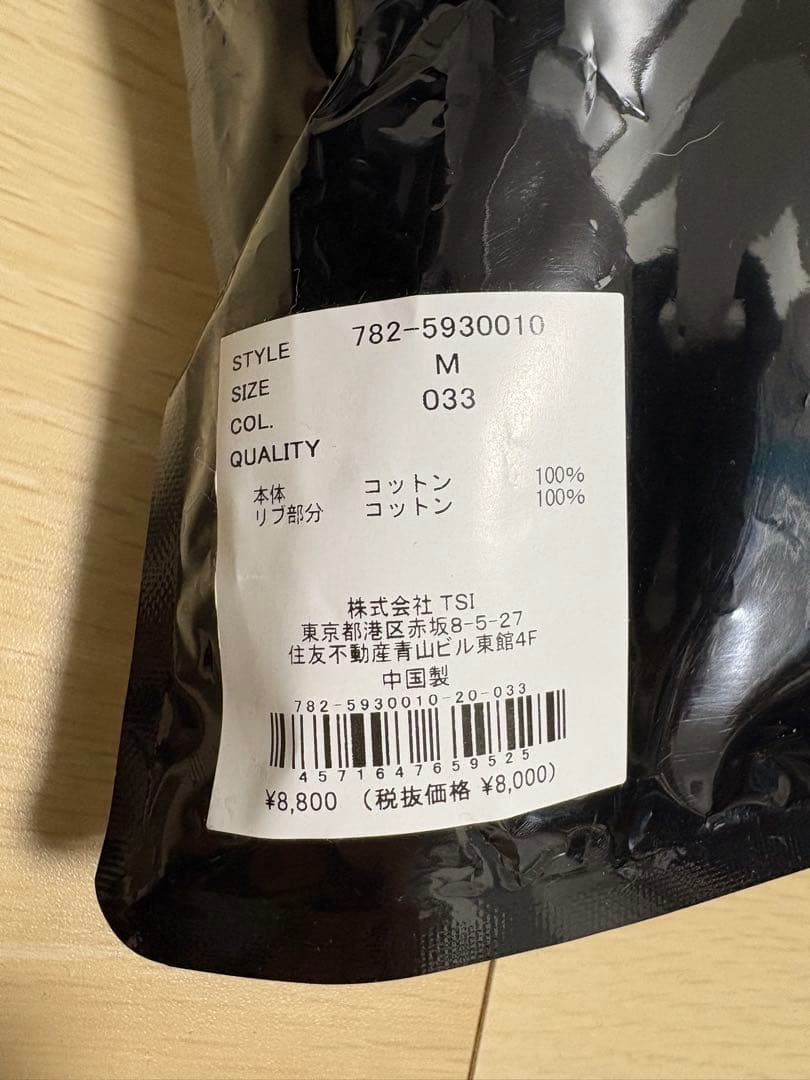 STYLE 782-5930010
SIZE M
COL. 033
QUALITY
本体 コットン 100%
リブ部分 コットン 100%
株式会社 TSI
東京都港区赤坂8-5-27
住友不動産青山ビル東館4F
中国製
782-5930010-20-033
4571647659525
¥8,800 (税抜価格 ¥8,000)